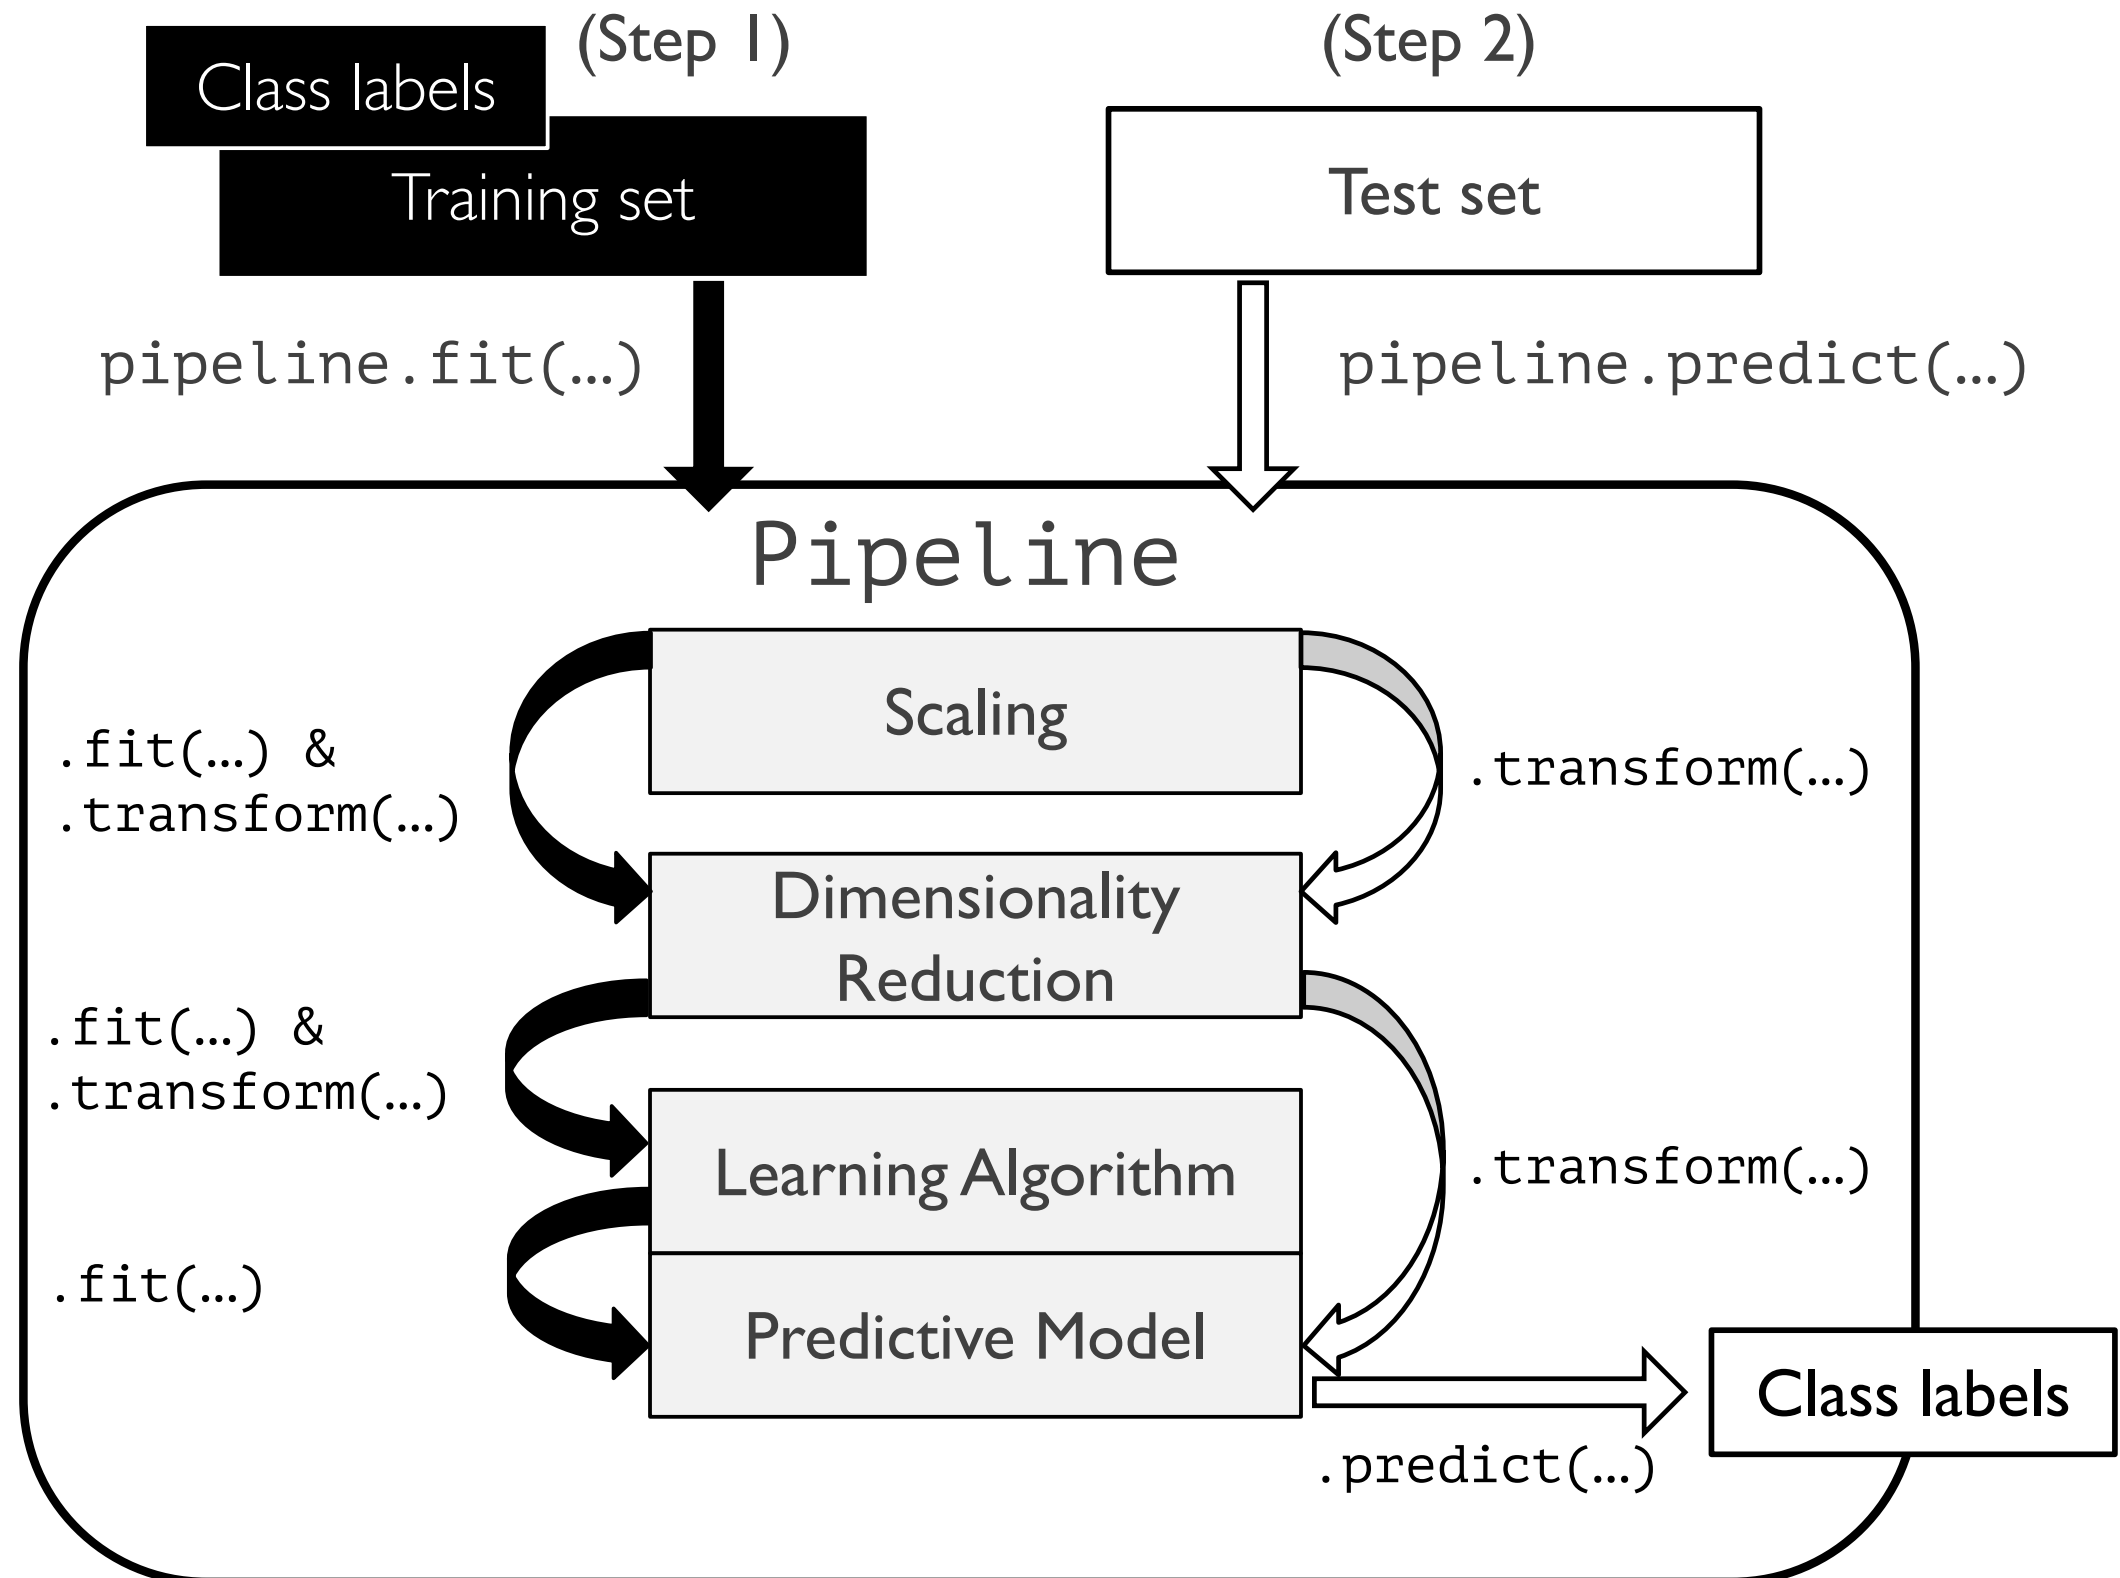 (Step 1)
(Step 2)
Class labels
Training set
Test set
pipeline.fit(…)
pipeline.predict(…)
Pipeline
Scaling
.fit(…) &
.transform(…)
.transform(…)
Dimensionality
Reduction
.fit(…) &
.transform(…)
Learning Algorithm
.transform(…)
.fit(…)
Predictive Model
Class labels
.predict(…)